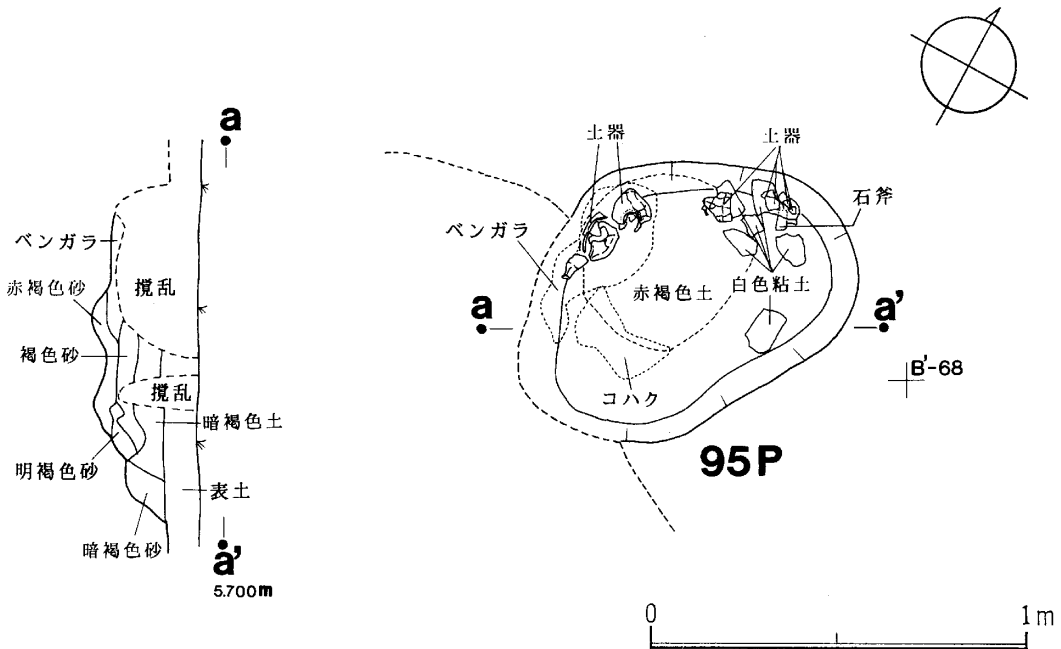 a
ベンガラ
赤褐色砂
攪乱
褐色砂
攪乱
暗褐色土
明褐色砂
表土
暗褐色砂
a'
5.700m
土器
土器
石斧
ベンガラ
赤褐色土
白色粘土
a
a'
コハク
B'-68
95P
0
1m